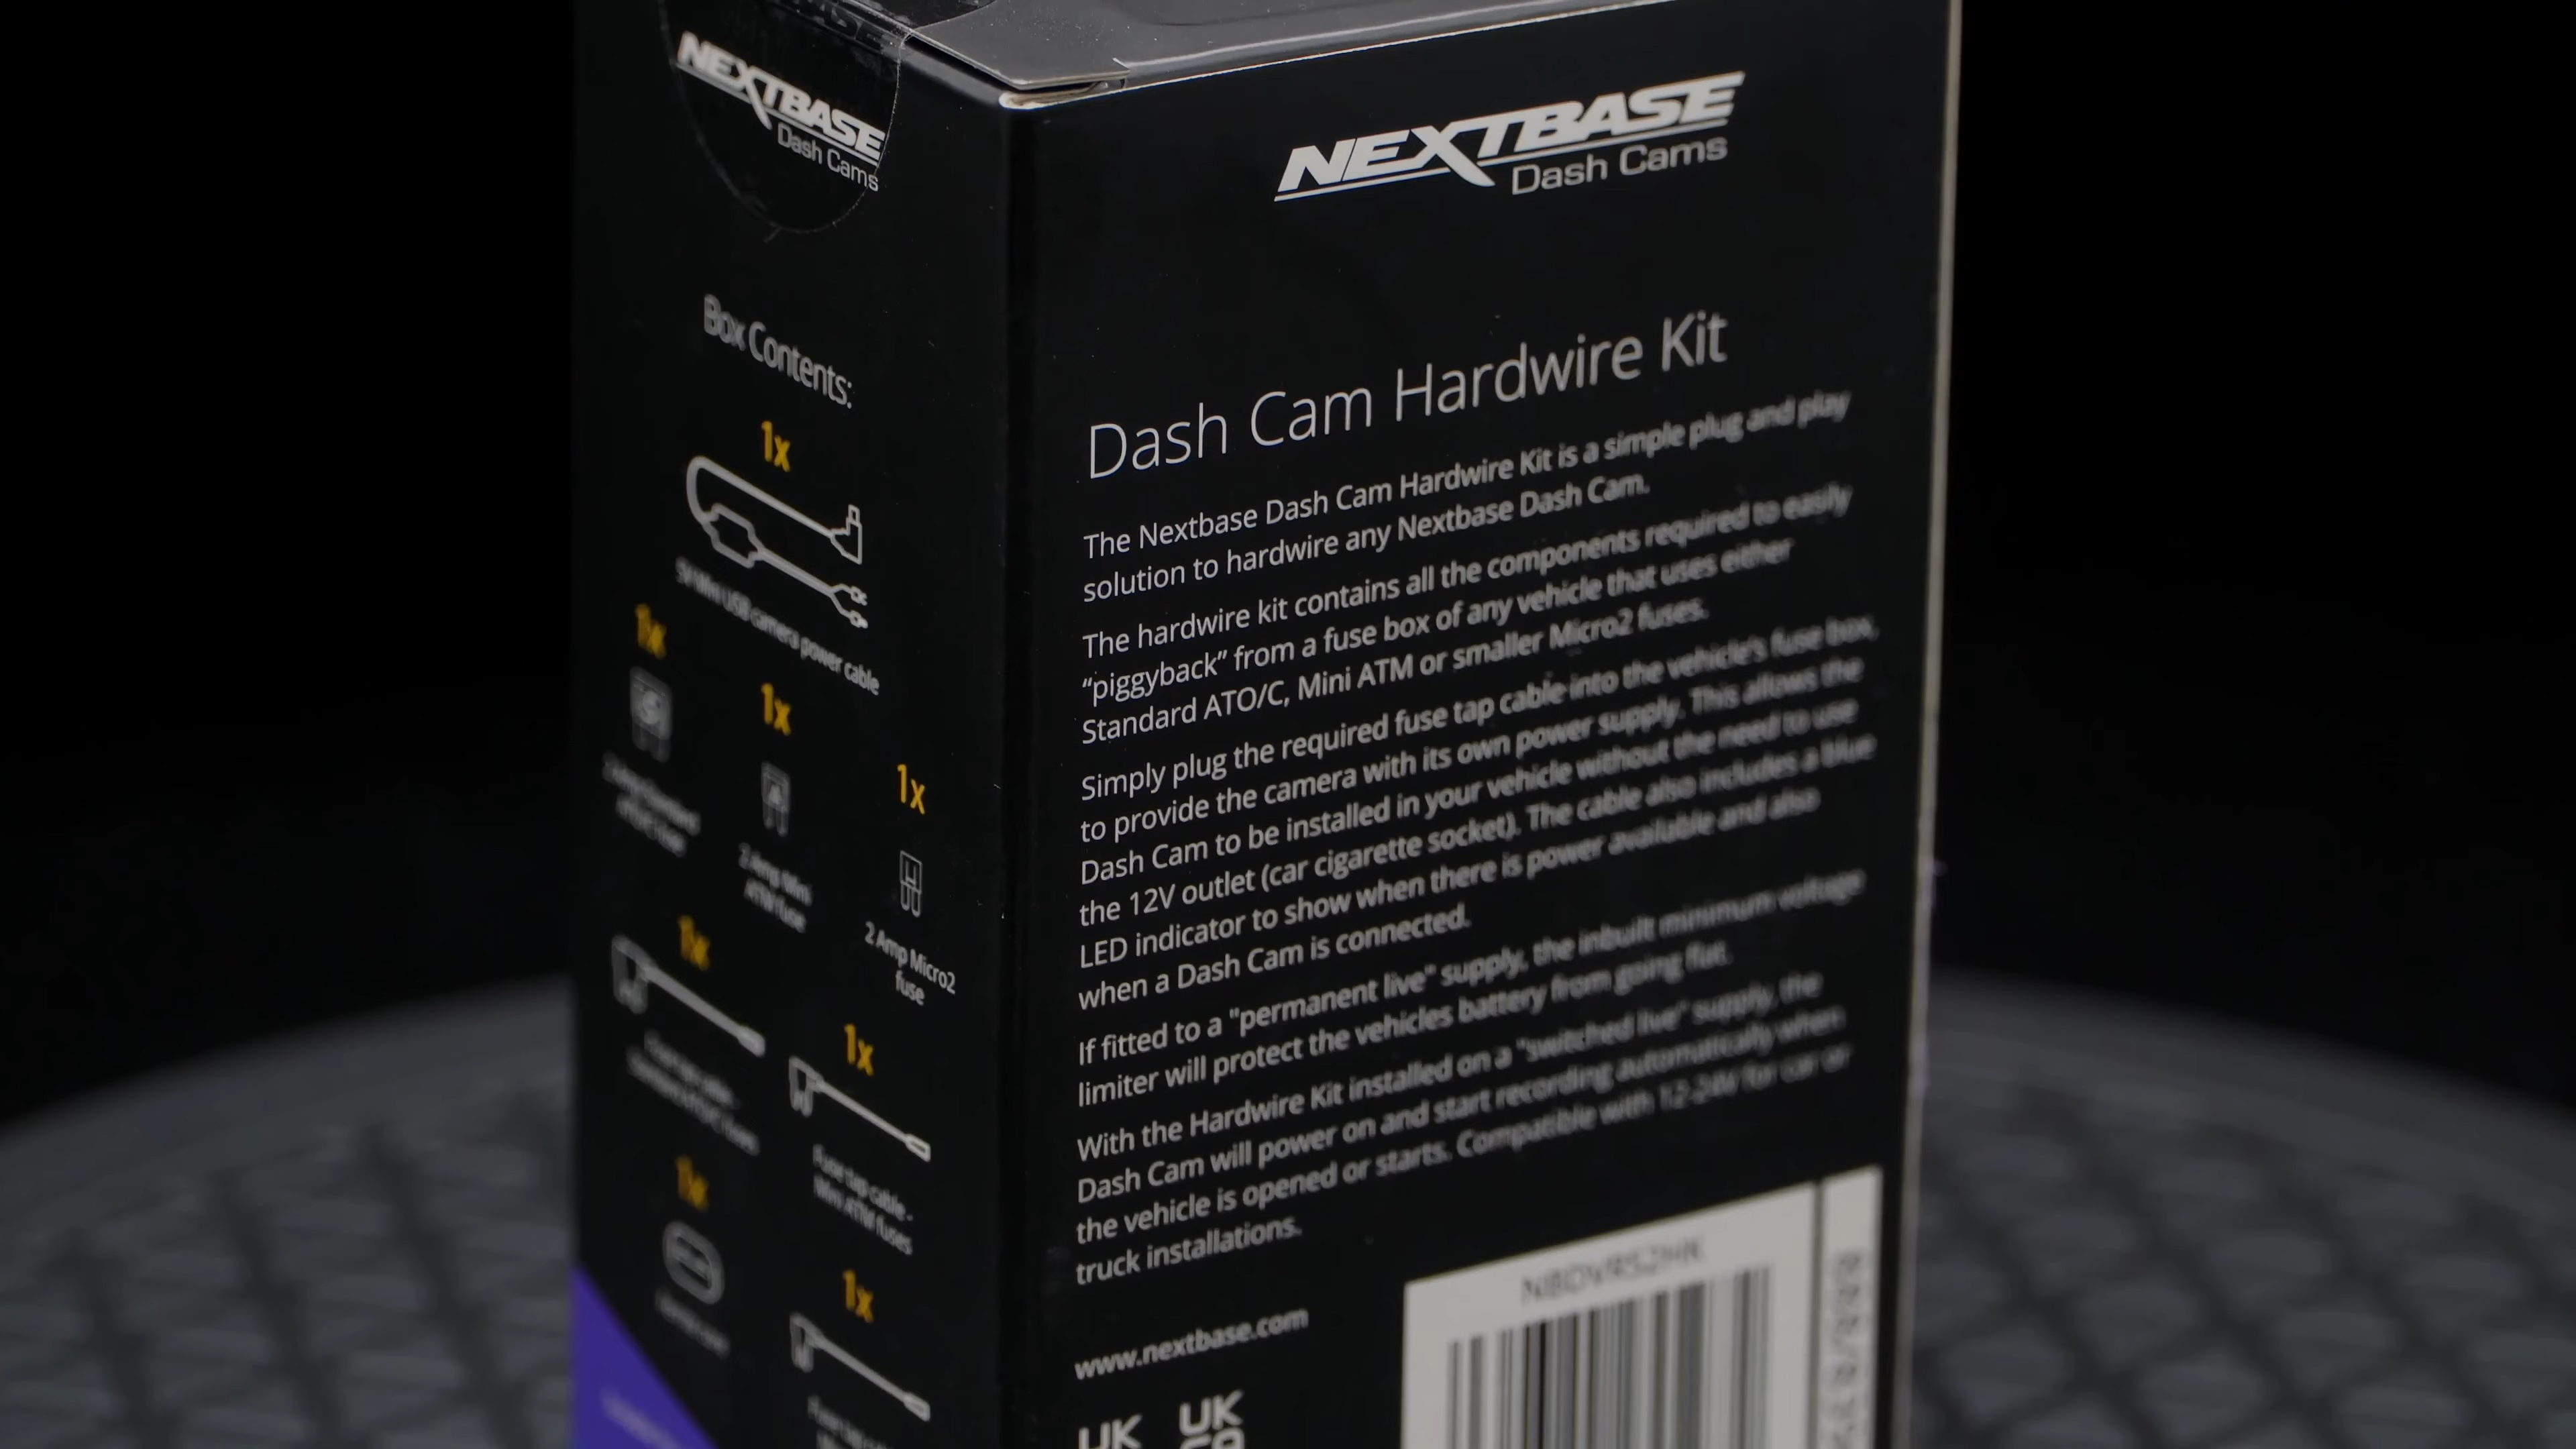 NEXTBASE
Dash Cams
Box Contents:
1x
5V Mini USB camera power cable
1x
1x
1x
2 Amp Mini
ATM fuse
2 Amp Micro2
fuse
1x
1x
Fuse tap cable -
Mini ATM fuses
1x
1x
NEXTBASE
Dash Cams
Dash Cam Hardwire Kit
The Nextbase Dash Cam Hardwire Kit is a simple plug and play
solution to hardwire any Nextbase Dash Cam.
The hardwire kit contains all the components required to easily
“piggyback” from a fuse box of any vehicle that uses either
Standard ATO/C, Mini ATM or smaller Micro2 fuses.
Simply plug the required fuse tap cable into the vehicle's fuse box,
to provide the camera with its own power supply. This allows the
Dash Cam to be installed in your vehicle without the need to use
the 12V outlet (car cigarette socket). The cable also includes a blue
LED indicator to show when there is power available and also
when a Dash Cam is connected.
If fitted to a "permanent live" supply, the inbuilt minimum voltage
limiter will protect the vehicles battery from going flat.
With the Hardwire Kit installed on a "switched live" supply, the
Dash Cam will power on and start recording automatically when
the vehicle is opened or starts. Compatible with 12-24V for car or
truck installations.
www.nextbase.com
NBDVRS2HK
UK
UK
CA